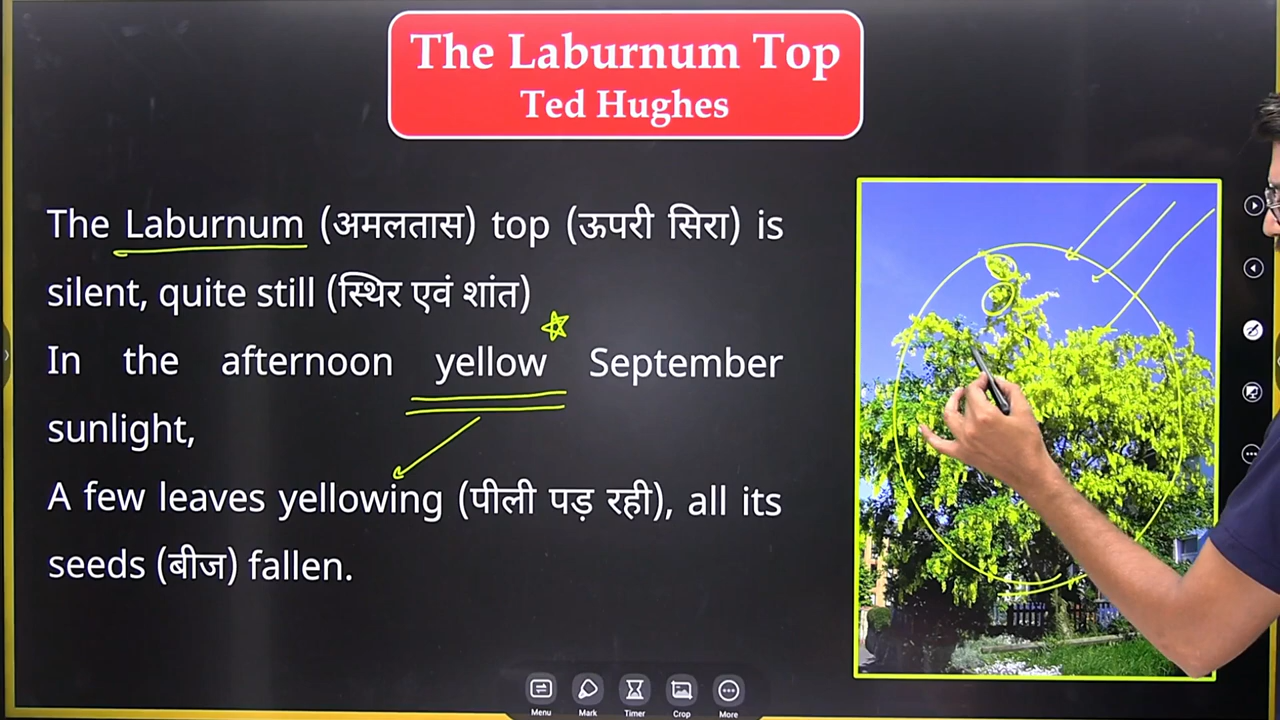 The Laburnum Top
Ted Hughes
The Laburnum (अमलतास) top (ऊपरी सिरा) is
silent, quite still (स्थिर एवं शांत)
In the afternoon yellow September
sunlight,
A few leaves yellowing (पीली पड़ रही), all its
seeds (बीज) fallen.
Menu Mark Timer Crop More